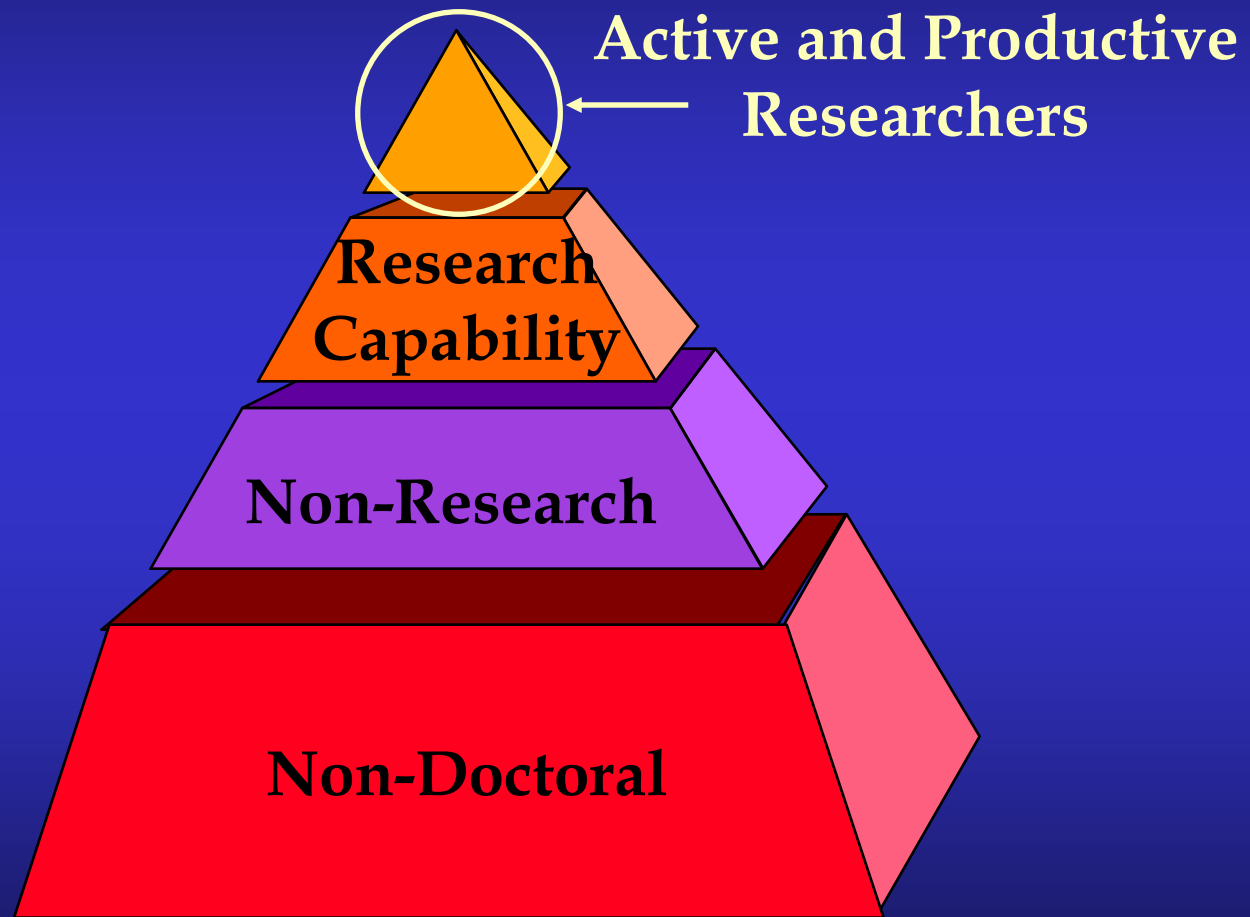 Active and Productive
Researchers
Research
Capability
Non-Research
Non-Doctoral